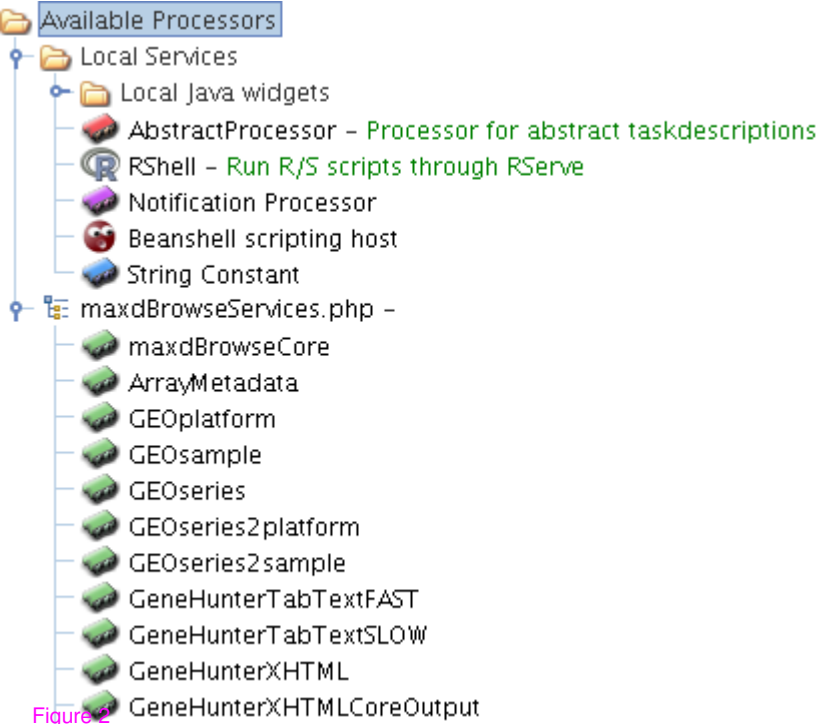 Available Processors
Local Services
Local Java widgets
AbstractProcessor – Processor for abstract taskdescriptions
RShell – Run R/S scripts through RServe
Notification Processor
Beanshell scripting host
String Constant
maxdBrowseServices.php –
maxdBrowseCore
ArrayMetadata
GEOplatform
GEOsample
GEOseries
GEOseries2platform
GEOseries2sample
GeneHunterTabTextFAST
GeneHunterTabTextSLOW
GeneHunterXHTML
GeneHunterXHTMLCoreOutput
Figure 2